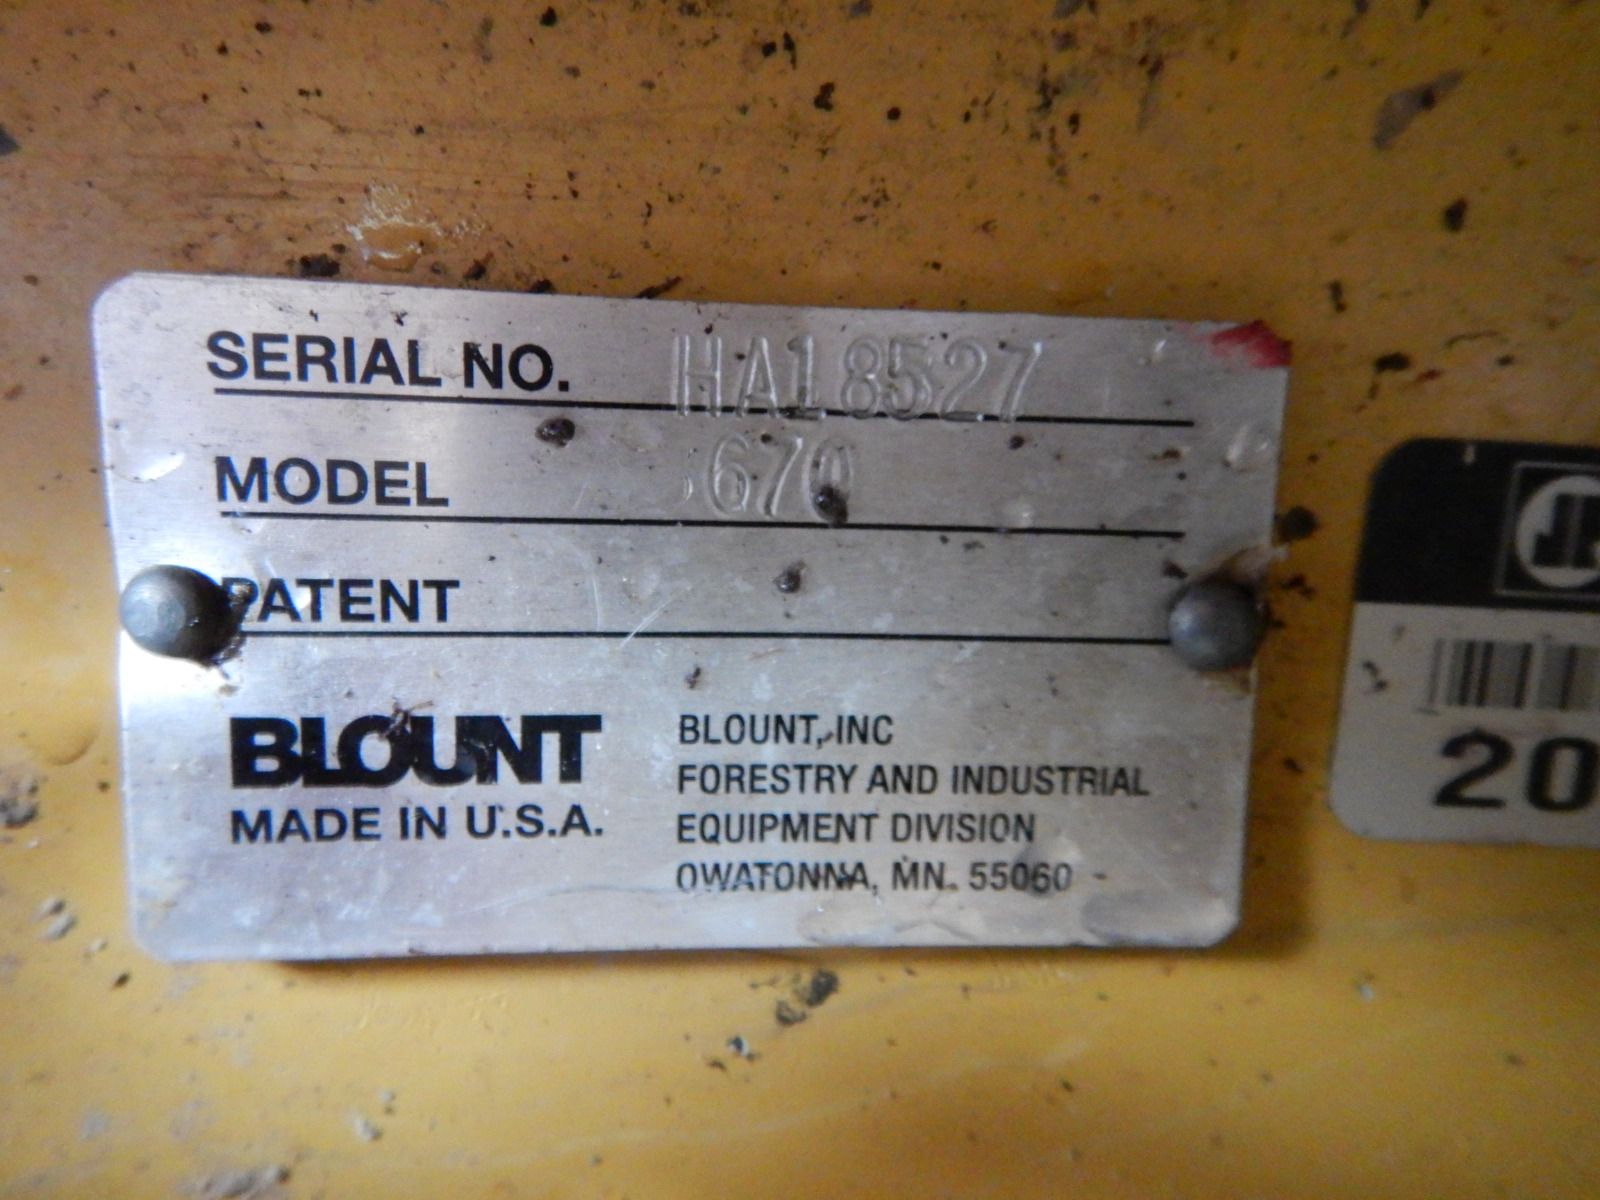 SERIAL NO. HA18527
MODEL 670
PATENT
BLOUNT
MADE IN U.S.A.
BLOUNT, INC
FORESTRY AND INDUSTRIAL
EQUIPMENT DIVISION
OWATONNA, MN. 55060
20